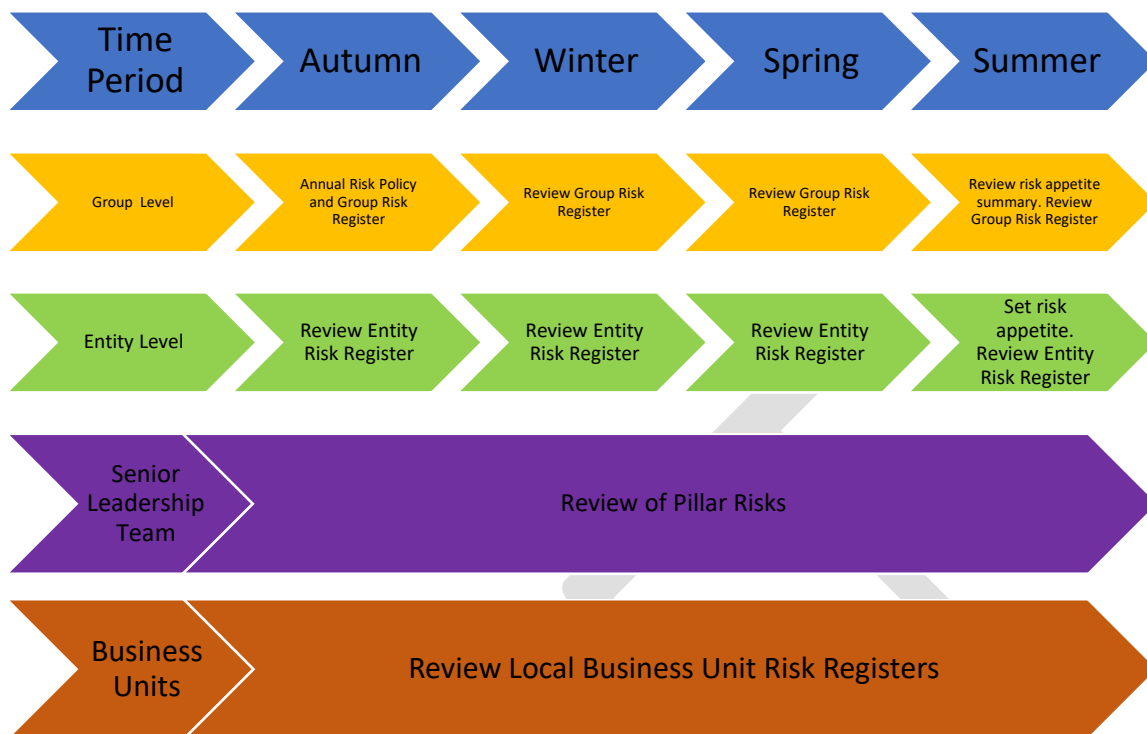 Time
Period
Autumn
Winter
Spring
Summer
Group Level
Annual Risk Policy
and Group Risk
Register
Review Group Risk
Register
Review Group Risk
Register
Review risk appetite
summary. Review
Group Risk Register
Entity Level
Review Entity
Risk Register
Review Entity
Risk Register
Review Entity
Risk Register
Set risk
appetite.
Review Entity
Risk Register
Senior
Leadership
Team
Review of Pillar Risks
Business
Units
Review Local Business Unit Risk Registers